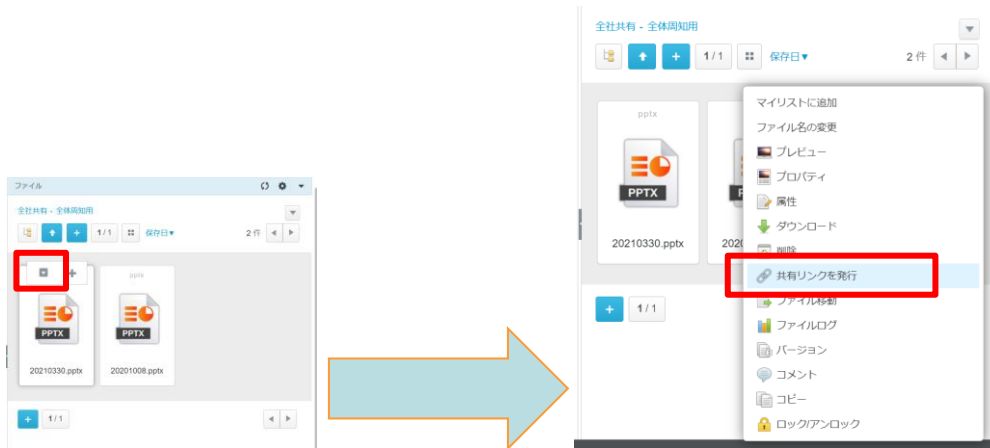 ファイル
全社共有 - 全体周知用
1/1
保存日▼
2 件
pptx
PPTX
PPTX
20210330.pptx
20201008.pptx
1/1
全社共有 - 全体周知用
1/1
保存日▼
2 件
pptx
PPTX
20210330.pptx
マイリストに追加
ファイル名の変更
プレビュー
プロパティ
属性
ダウンロード
削除
共有リンクを発行
ファイル移動
ファイルログ
バージョン
コメント
コピー
ロック/アンロック
1/1